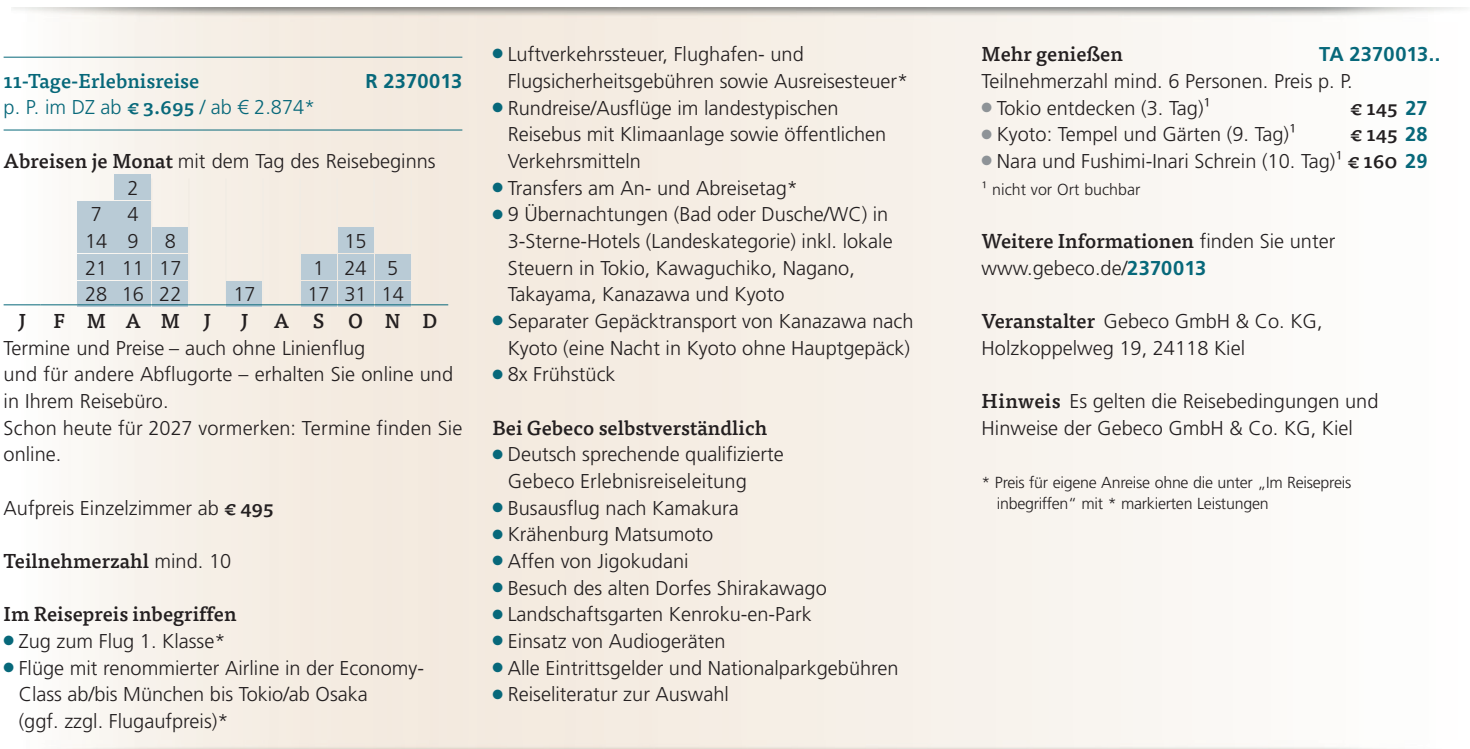 11-Tage-Erlebnisreise R 2370013
p. P. im DZ ab € 3.695 / ab € 2.874*
Abreisen je Monat mit dem Tag des Reisebeginns
2
7 4
14 9 8 15
21 11 17 1 24 5
28 16 22 17 17 31 14
J F M A M J J A S O N D
Termine und Preise – auch ohne Linienflug
und für andere Abflugorte – erhalten Sie online und
in Ihrem Reisebüro.
Schon heute für 2027 vormerken: Termine finden Sie
online.
Aufpreis Einzelzimmer ab € 495
Teilnehmerzahl mind. 10
Im Reisepreis inbegriffen
● Zug zum Flug 1. Klasse*
● Flüge mit renommierter Airline in der Economy-
Class ab/bis München bis Tokio/ab Osaka
(ggf. zzgl. Flugaufpreis)*
● Luftverkehrssteuer, Flughafen- und
Flugsicherheitsgebühren sowie Ausreisesteuer*
● Rundreise/Ausflüge im landestypischen
Reisebus mit Klimaanlage sowie öffentlichen
Verkehrsmitteln
● Transfers am An- und Abreisetag*
● 9 Übernachtungen (Bad oder Dusche/WC) in
3-Sterne-Hotels (Landeskategorie) inkl. lokale
Steuern in Tokio, Kawaguchiko, Nagano,
Takayama, Kanazawa und Kyoto
● Separater Gepäcktransport von Kanazawa nach
Kyoto (eine Nacht in Kyoto ohne Hauptgepäck)
● 8x Frühstück
Bei Gebeco selbstverständlich
● Deutsch sprechende qualifizierte
Gebeco Erlebnisreiseleitung
● Busausflug nach Kamakura
● Krähenburg Matsumoto
● Affen von Jigokudani
● Besuch des alten Dorfes Shirakawago
● Landschaftsgarten Kenroku-en-Park
● Einsatz von Audiogeräten
● Alle Eintrittsgelder und Nationalparkgebühren
● Reiseliteratur zur Auswahl
Mehr genießen TA 2370013..
Teilnehmerzahl mind. 6 Personen. Preis p. P.
● Tokio entdecken (3. Tag)¹ € 145 27
● Kyoto: Tempel und Gärten (9. Tag)¹ € 145 28
● Nara und Fushimi-Inari Schrein (10. Tag)¹ € 160 29
¹ nicht vor Ort buchbar
Weitere Informationen finden Sie unter
www.gebeco.de/2370013
Veranstalter Gebeco GmbH & Co. KG,
Holzkoppelweg 19, 24118 Kiel
Hinweis Es gelten die Reisebedingungen und
Hinweise der Gebeco GmbH & Co. KG, Kiel
* Preis für eigene Anreise ohne die unter „Im Reisepreis
inbegriffen“ mit * markierten Leistungen